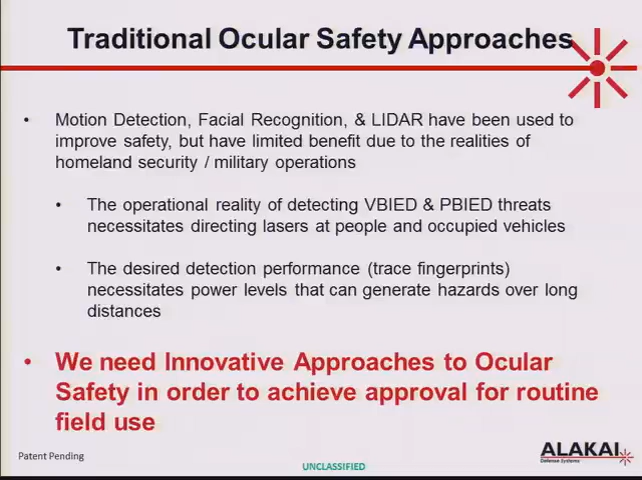 Traditional Ocular Safety Approaches
• Motion Detection, Facial Recognition, & LIDAR have been used to
improve safety, but have limited benefit due to the realities of
homeland security / military operations
• The operational reality of detecting VBIED & PBIED threats
necessitates directing lasers at people and occupied vehicles
• The desired detection performance (trace fingerprints)
necessitates power levels that can generate hazards over long
distances
• We need Innovative Approaches to Ocular
Safety in order to achieve approval for routine
field use
Patent Pending
UNCLASSIFIED
ALAKAI
Defense Systems